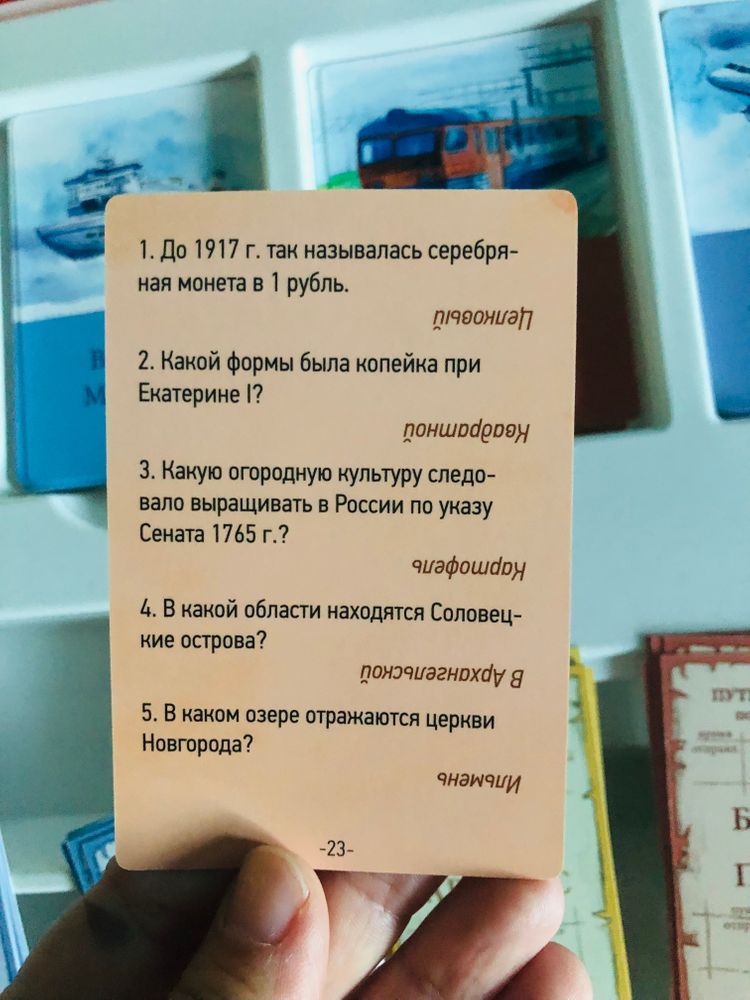 1. До 1917 г. так называлась серебря-
ная монета в 1 рубль.
Целковый
2. Какой формы была копейка при
Екатерине I?
Квадратной
3. Какую огородную культуру следо-
вало выращивать в России по указу
Сената 1765 г.?
Картофель
4. В какой области находятся Соловец-
кие острова?
В Архангельской
5. В каком озере отражаются церкви
Новгорода?
Ильмень
-23-